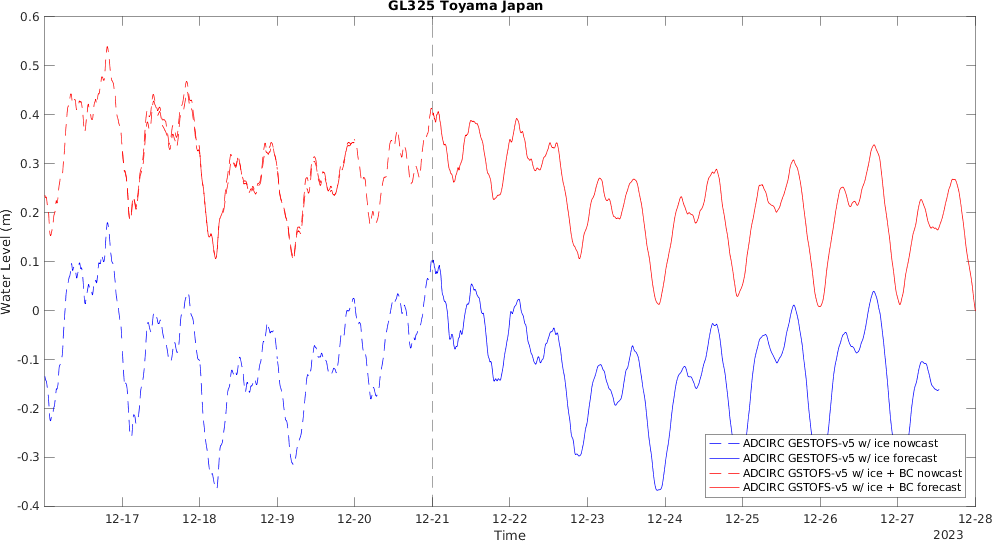 GL325 Toyama Japan
0.6
0.5
0.4
0.3
0.2
0.1
0
-0.1
-0.2
-0.3
-0.4
Water Level (m)
ADCIRC GESTOFS-v5 w/ ice nowcast
ADCIRC GESTOFS-v5 w/ ice forecast
ADCIRC GSTOFS-v5 w/ ice + BC nowcast
ADCIRC GSTOFS-v5 w/ ice + BC forecast
12-17 12-18 12-19 12-20 12-21 12-22 12-23 12-24 12-25 12-26 12-27 12-28
Time
2023